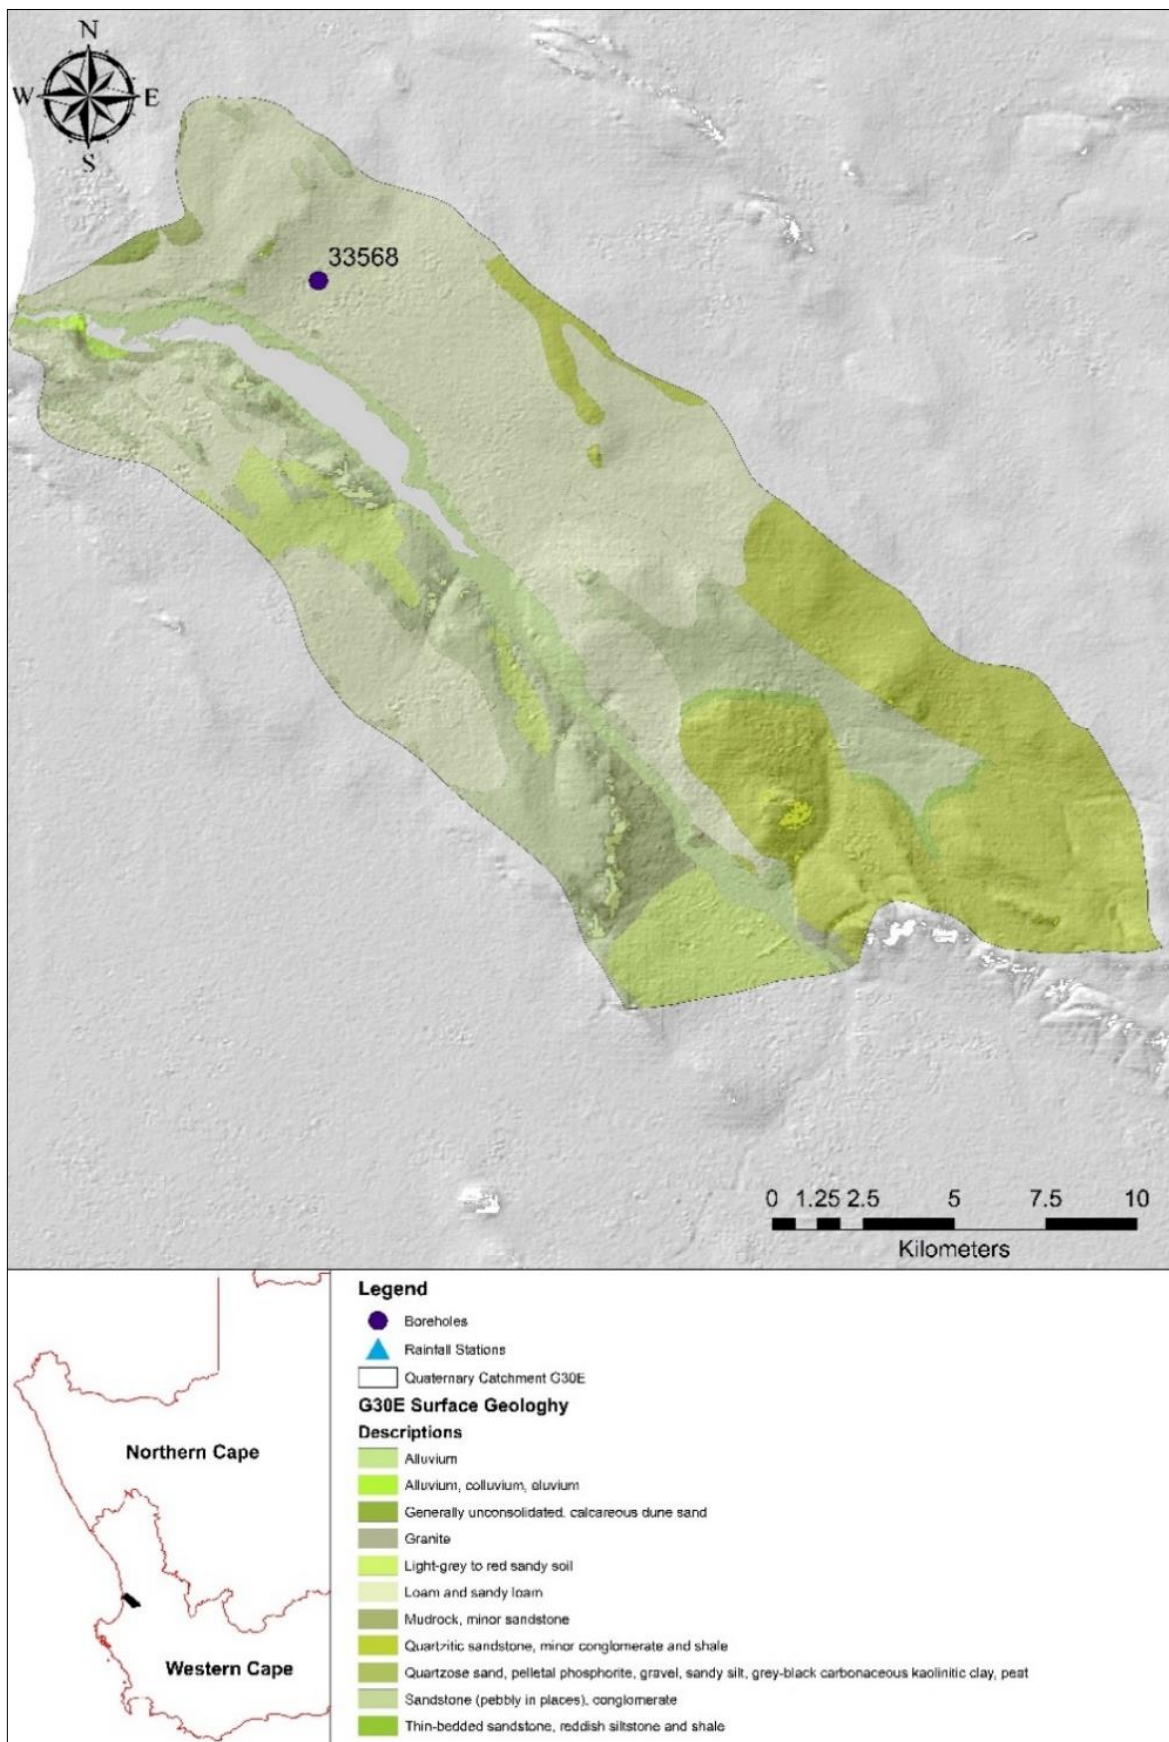 N
W E
S
33568
0 1.25 2.5 5 7.5 10
Kilometers
Northern Cape
Western Cape
Legend
Boreholes
Rainfall Stations
Quaternary Catchment G30E
G30E Surface Geologhy
Descriptions
Alluvium
Alluvium, colluvium, eluvium
Generally unconsolidated. calcareous dune sand
Granite
Light-grey to red sandy soil
Loam and sandy loam
Mudrock, minor sandstone
Quartzitic sandstone, minor conglomerate and shale
Quartzose sand, pelletal phosphorite, gravel, sandy silt, grey-black carbonaceous kaolinitic clay, peat
Sandstone (pebbly in places), conglomerate
Thin-bedded sandstone, reddish siltstone and shale